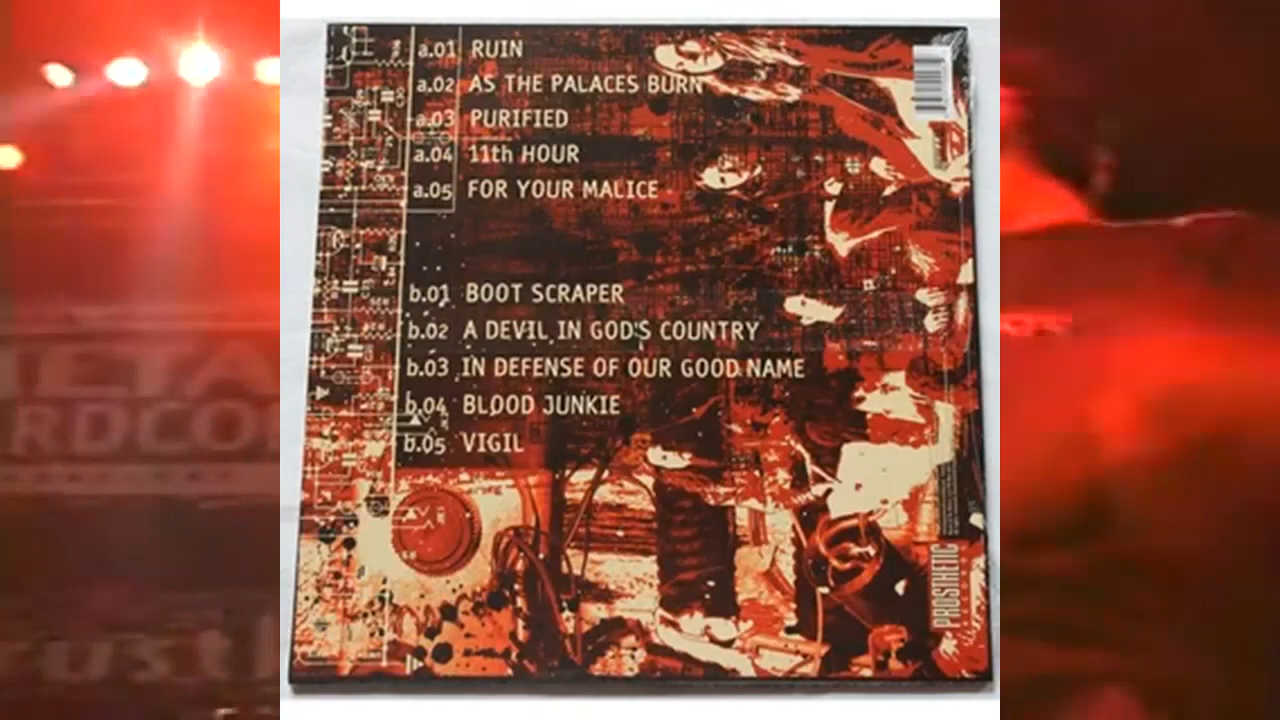 a.01 RUIN
a.02 AS THE PALACES BURN
a.03 PURIFIED
a.04 11th HOUR
a.05 FOR YOUR MALICE
b.01 BOOT SCRAPER
b.02 A DEVIL IN GOD'S COUNTRY
b.03 IN DEFENSE OF OUR GOOD NAME
b.04 BLOOD JUNKIE
b.05 VIGIL
PROSTHETIC
RECORDS